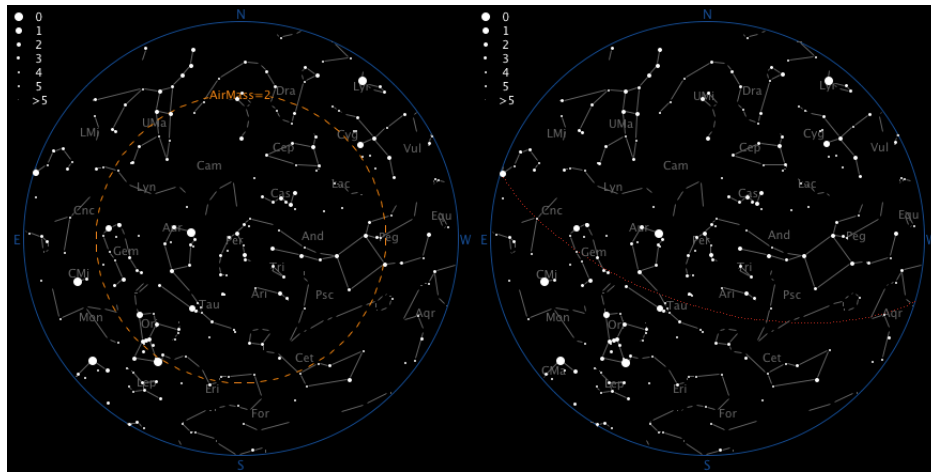 0
1
2
3
4
5
>5
N
AirMass=2
Dra
Lyr
UMa
LMi
Cyg
Vul
Cep
Cam
Lyn
Lac
Cas
Cnc
Equ
E
Aur
Per
And
Peg
W
Gem
Tri
CMi
Ari
Psc
Tau
Mon
Ori
Aqr
Cet
Lep
Eri
For
S
0
1
2
3
4
5
>5
N
Dra
Lyr
UMi
UMa
LMi
Cyg
Vul
Cep
Cam
Lyn
Lac
Cas
Cnc
Equ
E
Aur
Per
And
Peg
W
Gem
Tri
CMi
Ari
Psc
Tau
Mon
Ori
Aqr
Cet
CMa
Lep
Eri
For
S